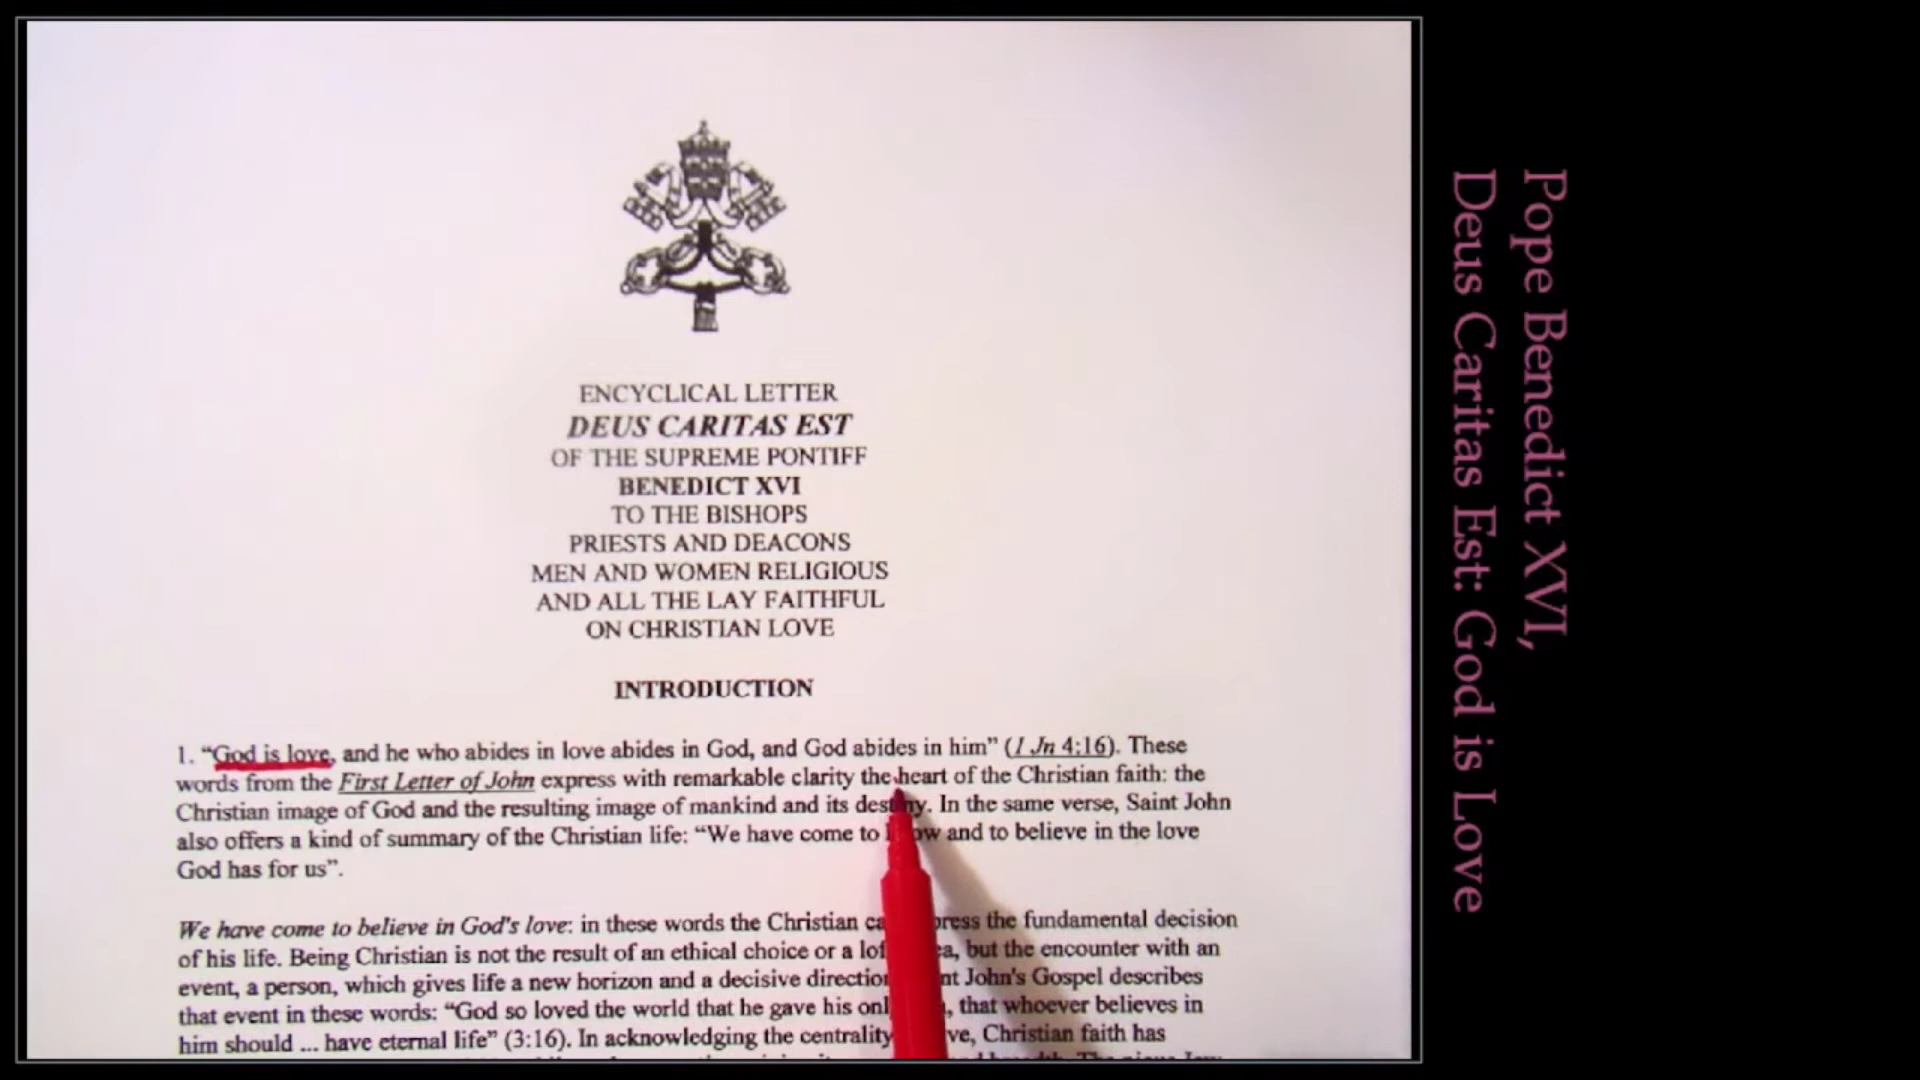 ENCYCLICAL LETTER
DEUS CARITAS EST
OF THE SUPREME PONTIFF
BENEDICT XVI
TO THE BISHOPS
PRIESTS AND DEACONS
MEN AND WOMEN RELIGIOUS
AND ALL THE LAY FAITHFUL
ON CHRISTIAN LOVE
INTRODUCTION
1. “God is love, and he who abides in love abides in God, and God abides in him” (1 Jn 4:16). These
words from the First Letter of John express with remarkable clarity the heart of the Christian faith: the
Christian image of God and the resulting image of mankind and its destiny. In the same verse, Saint John
also offers a kind of summary of the Christian life: “We have come to know and to believe in the love
God has for us”.
We have come to believe in God's love: in these words the Christian the fundamental decision
of his life. Being Christian is not the result of an ethical choice or a but the encounter with an
event, a person, which gives life a new horizon and a decisive direction John's Gospel describes
that event in these words: “God so loved the world that he gave his that whoever believes in
him should ... have eternal life” (3:16). In acknowledging the centrality Christian faith has
Pope Benedict XVI,
Deus Caritas Est: God is Love